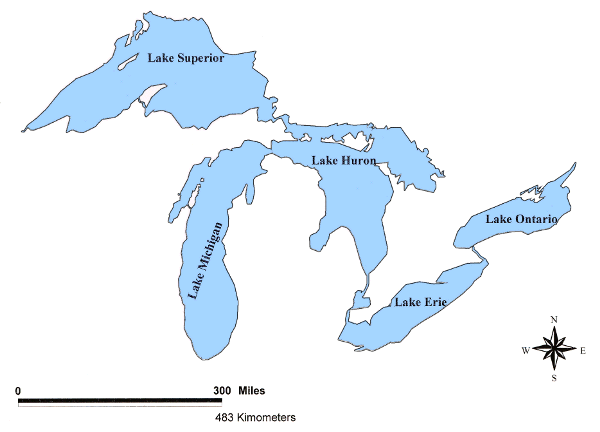 Lake Superior
Lake Huron
Lake Ontario
Lake Michigan
Lake Erie
N
W E
S
0 300 Miles
483 Kimometers